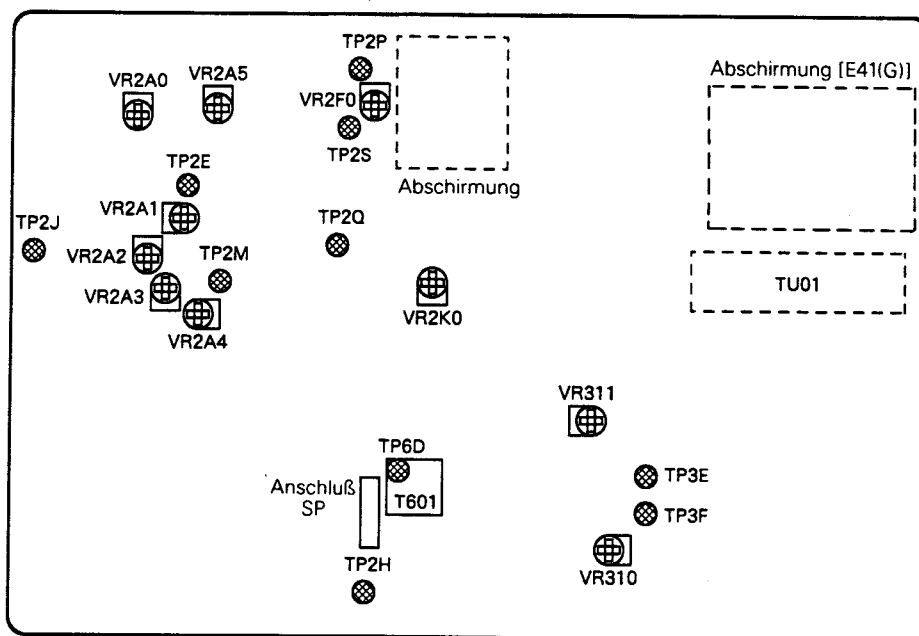 TP2P
VR2A0
VR2A5
VR2F0
Abschirmung [E41(G)]
TP2S
TP2E
Abschirmung
VR2A1
TP2J
TP2Q
VR2A2
TP2M
TU01
VR2A3
VR2K0
VR2A4
VR311
TP6D
TP3E
Anschluß
SP
T601
TP3F
TP2H
VR310